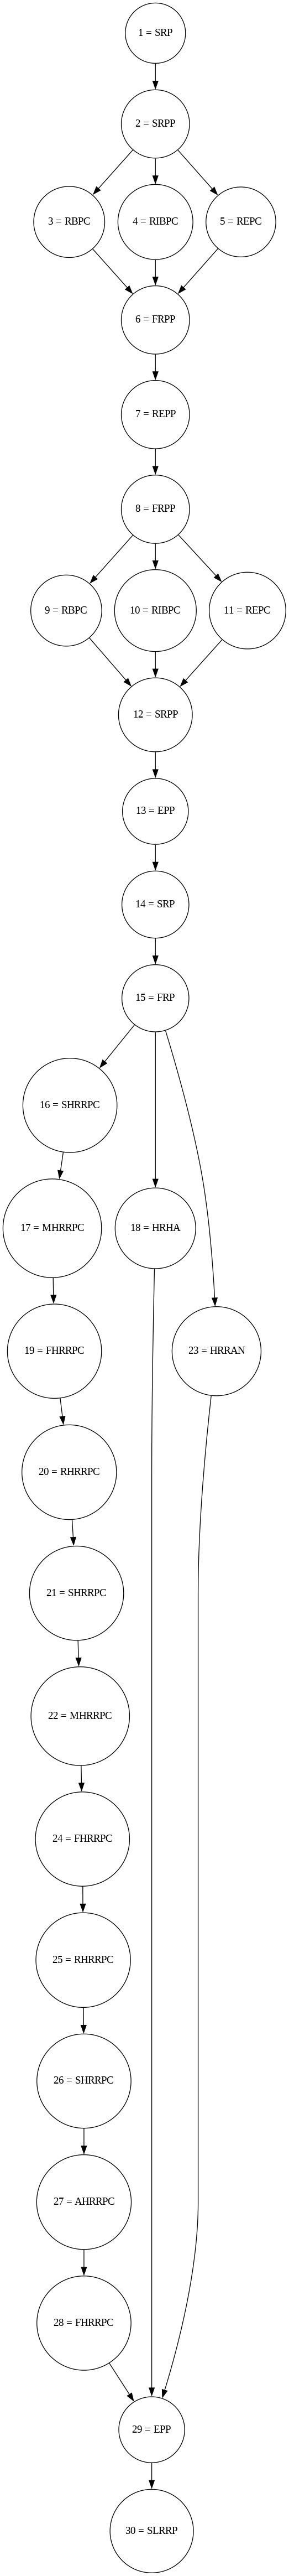 1 = SRP
2 = SRPP
3 = RBPC
4 = RIBPC
5 = REPC
6 = FRPP
7 = REPP
8 = FRPP
9 = RBPC
10 = RIBPC
11 = REPC
12 = SRPP
13 = EPP
14 = SRP
15 = FRP
16 = SHRRPC
17 = MHRRPC
18 = HRHA
19 = FHRRPC
23 = HRRAN
20 = RHRRPC
21 = SHRRPC
22 = MHRRPC
24 = FHRRPC
25 = RHRRPC
26 = SHRRPC
27 = AHRRPC
28 = FHRRPC
29 = EPP
30 = SLRRP